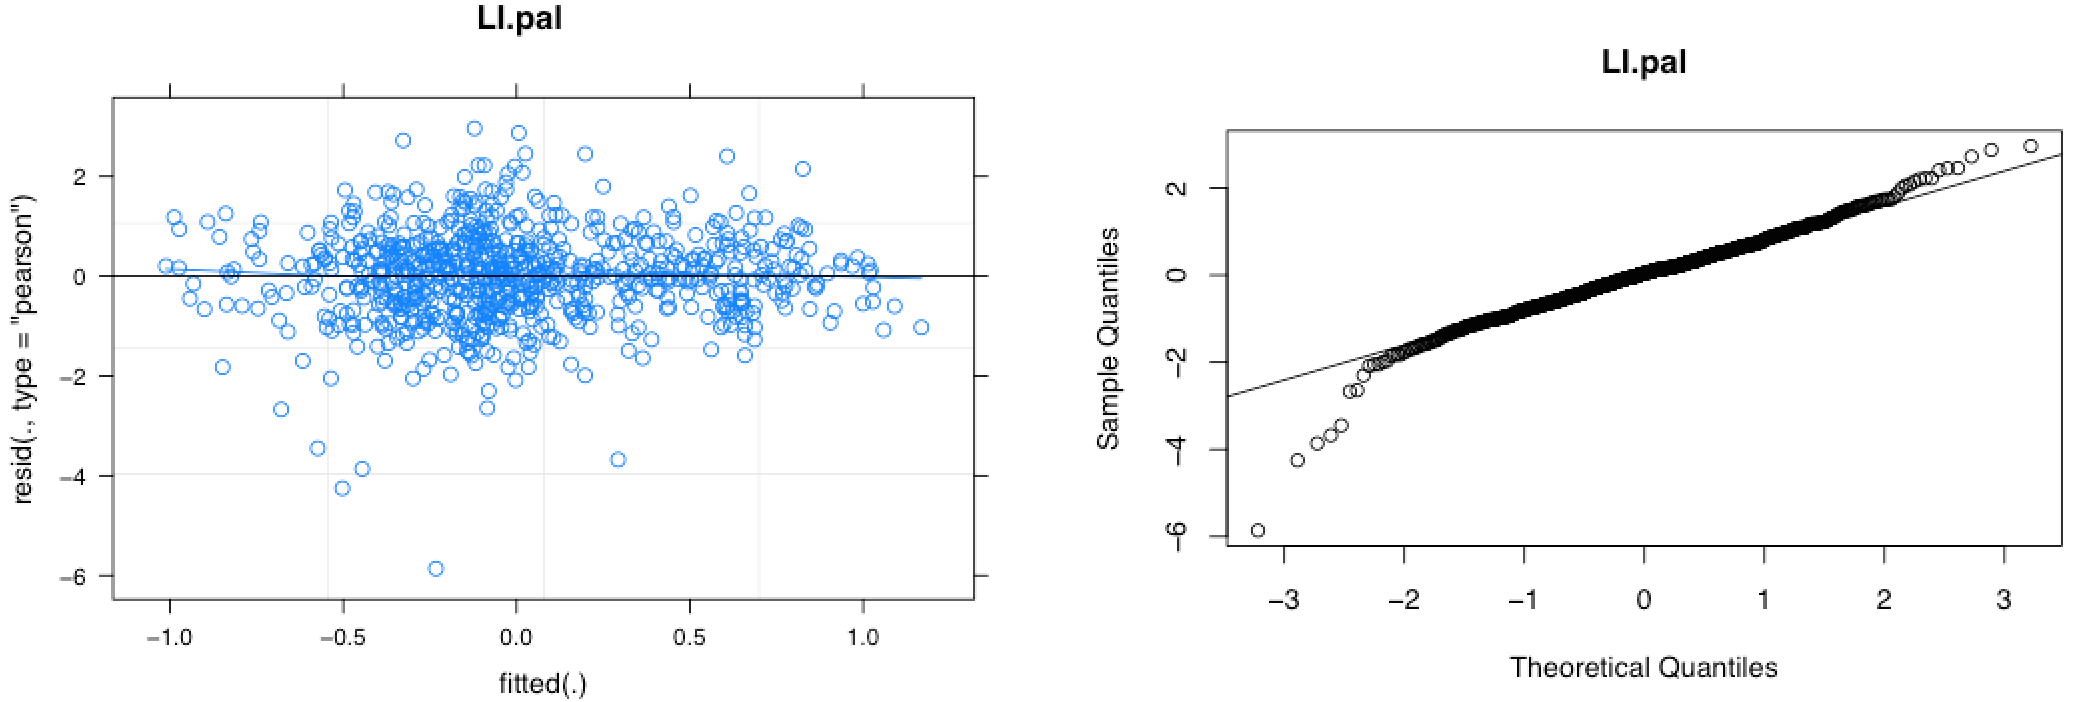 LI.pal
resid(., type = "pearson")
2
0
−2
−4
−6
−1.0 −0.5 0.0 0.5 1.0
fitted(.)
LI.pal
Sample Quantiles
2
0
−2
−4
−6
−3 −2 −1 0 1 2 3
Theoretical Quantiles